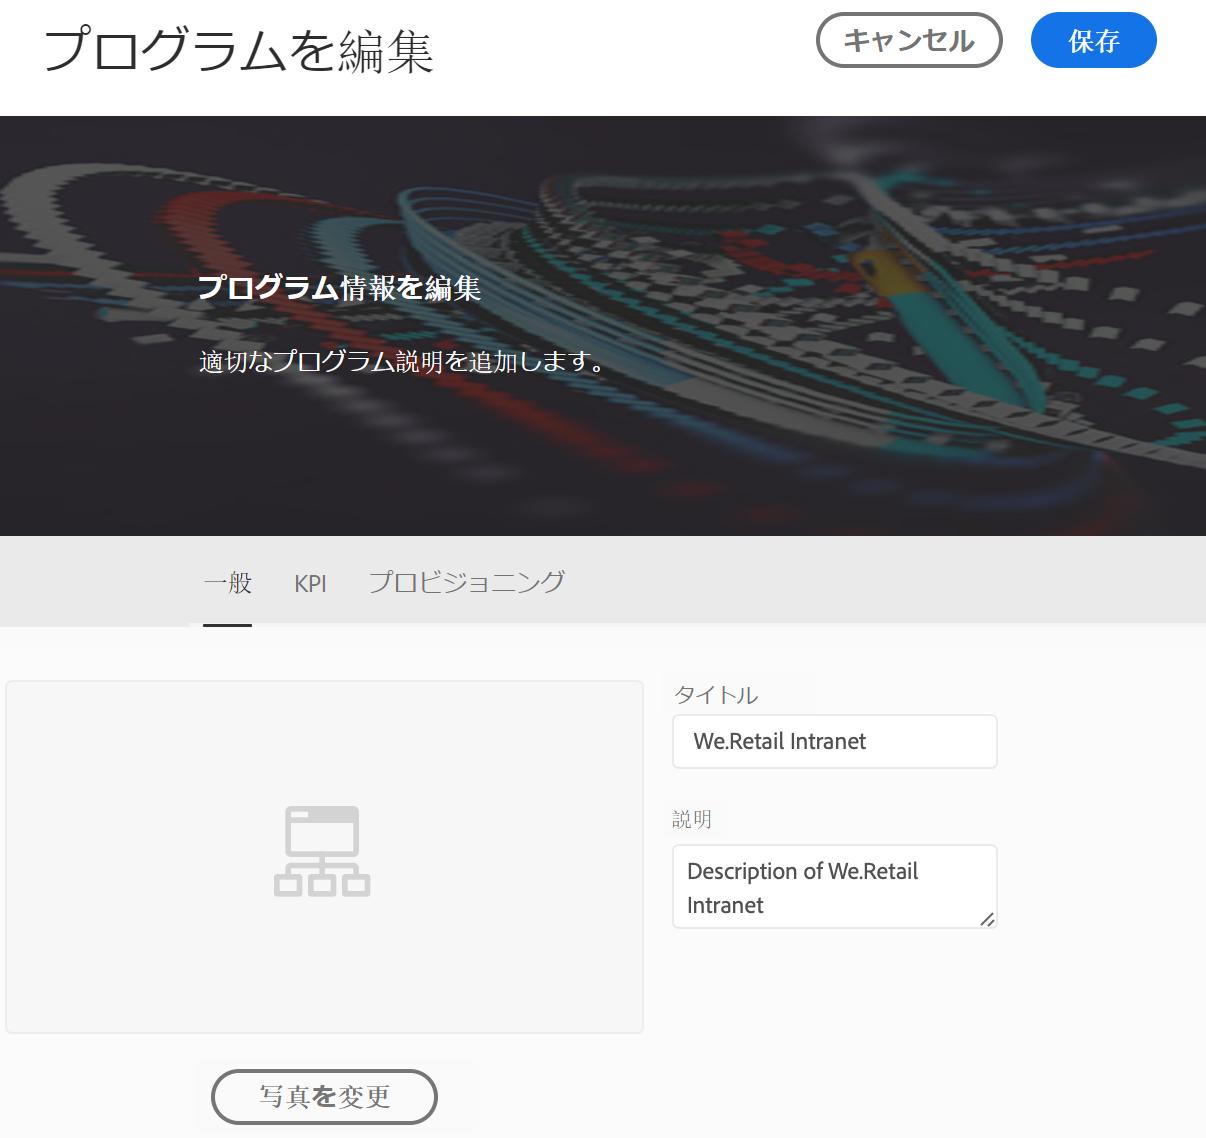 プログラムを編集
キャンセル
保存
プログラム情報を編集
適切なプログラム説明を追加します。
一般
KPI
プロビジョニング
タイトル
We.Retail Intranet
説明
Description of We.Retail
Intranet
写真を変更